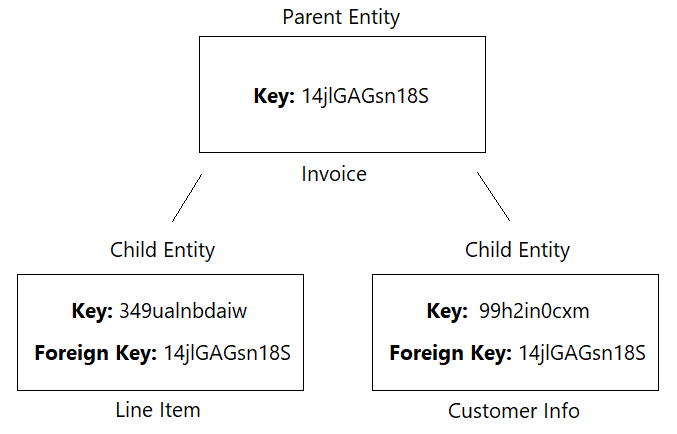 Parent Entity
Key: 14jlGAGsn18S
Invoice
Child Entity
Key: 349ualnbdaiw
Foreign Key: 14jlGAGsn18S
Line Item
Child Entity
Key: 99h2in0cxm
Foreign Key: 14jlGAGsn18S
Customer Info